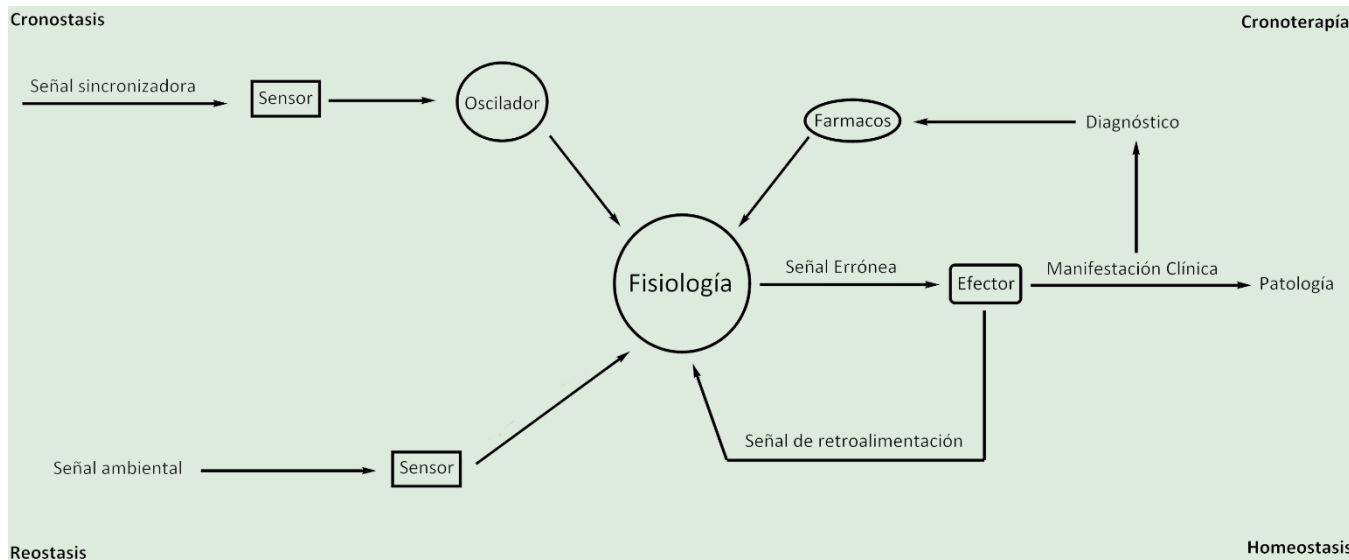 Cronostasis
Cronoterapía
Señal sincronizadora
Sensor
Oscilador
Farmacos
Diagnóstico
Fisiología
Señal Errónea
Efector
Manifestación Clínica
Patología
Señal de retroalimentación
Señal ambiental
Sensor
Reostasis
Homeostasis